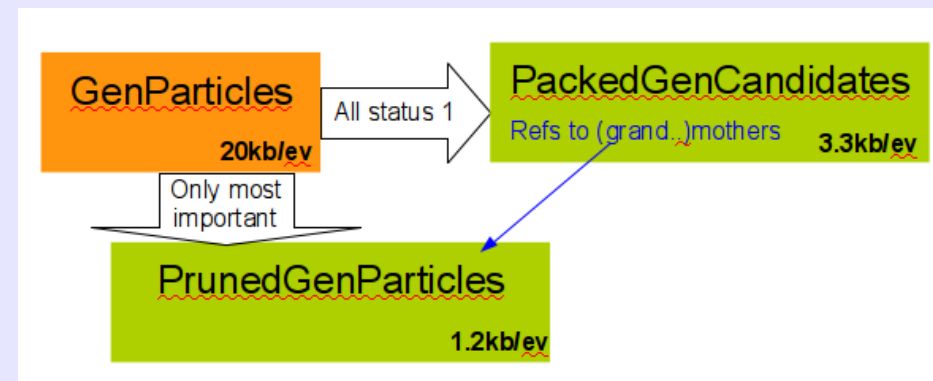 GenParticles
20kb/ev
All status 1
PackedGenCandidates
Refs to (grand..)mothers
3.3kb/ev
Only most
important
PrunedGenParticles
1.2kb/ev